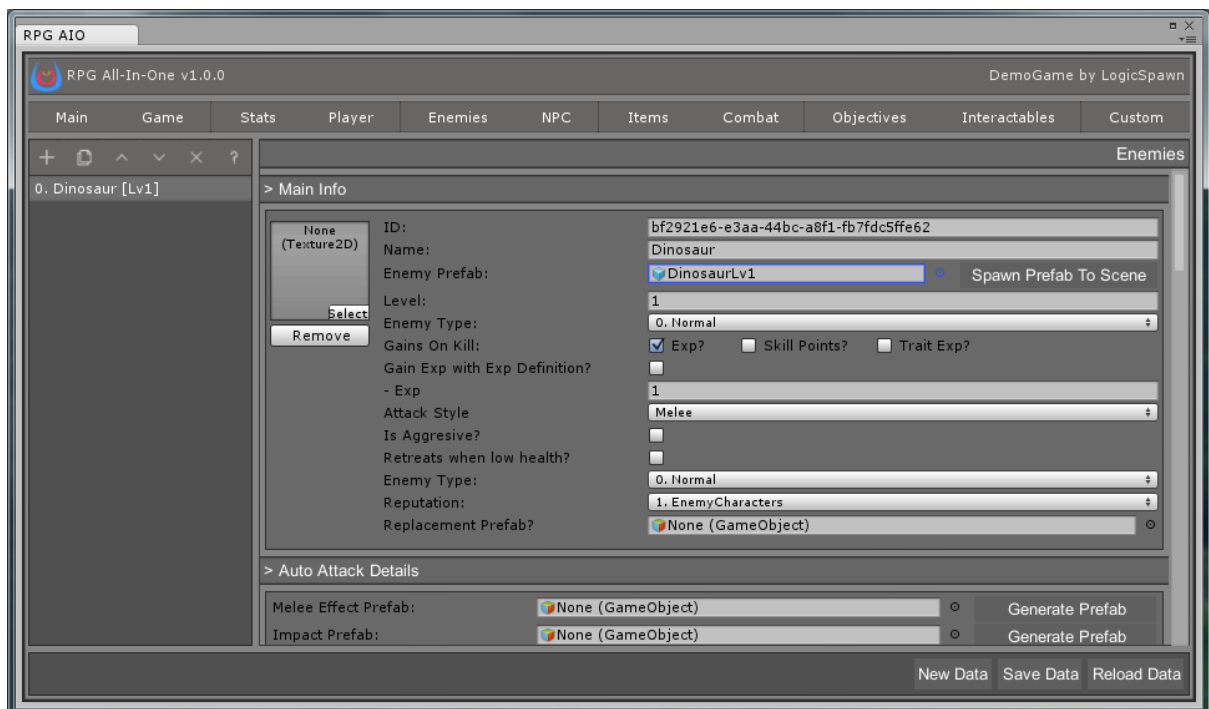 RPG AIO
RPG All-In-One v1.0.0 DemoGame by LogicSpawn
Main Game Stats Player Enemies NPC Items Combat Objectives Interactables Custom
? Enemies
0. Dinosaur [Lv1]
> Main Info
None
(Texture2D)
Select
Remove
ID: bf2921e6-e3aa-44bc-a8f1-fb7fdc5ffe62
Name: Dinosaur
Enemy Prefab: DinosaurLv1 Spawn Prefab To Scene
Level: 1
Enemy Type: 0. Normal
Gains On Kill: Exp? Skill Points? Trait Exp?
Gain Exp with Exp Definition?
- Exp 1
Attack Style Melee
Is Aggresive?
Retreats when low health?
Enemy Type: 0. Normal
Reputation: 1. EnemyCharacters
Replacement Prefab? None (GameObject)
> Auto Attack Details
Melee Effect Prefab: None (GameObject) Generate Prefab
Impact Prefab: None (GameObject) Generate Prefab
New Data Save Data Reload Data